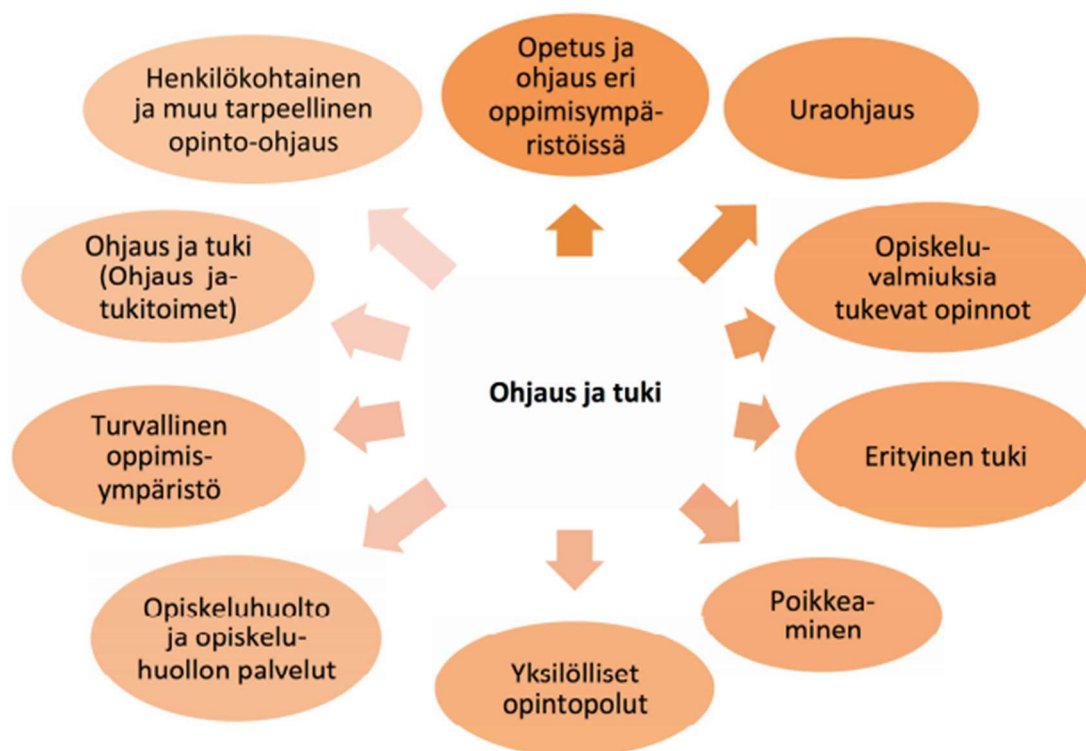 Opetus ja
ohjaus eri
oppimisympä-
ristöissä
Uraohjaus
Opiskelu-
valmiuksia
tukevat opinnot
Erityinen tuki
Poikkea-
minen
Yksilölliset
opintopolut
Opiskeluhuolto
ja opiskelu-
huollon palvelut
Turvallinen
oppimis-
ympäristö
Ohjaus ja tuki
(Ohjaus ja-
tukitoimet)
Henkilökohtainen
ja muu tarpeellinen
opinto-ohjaus
Ohjaus ja tuki